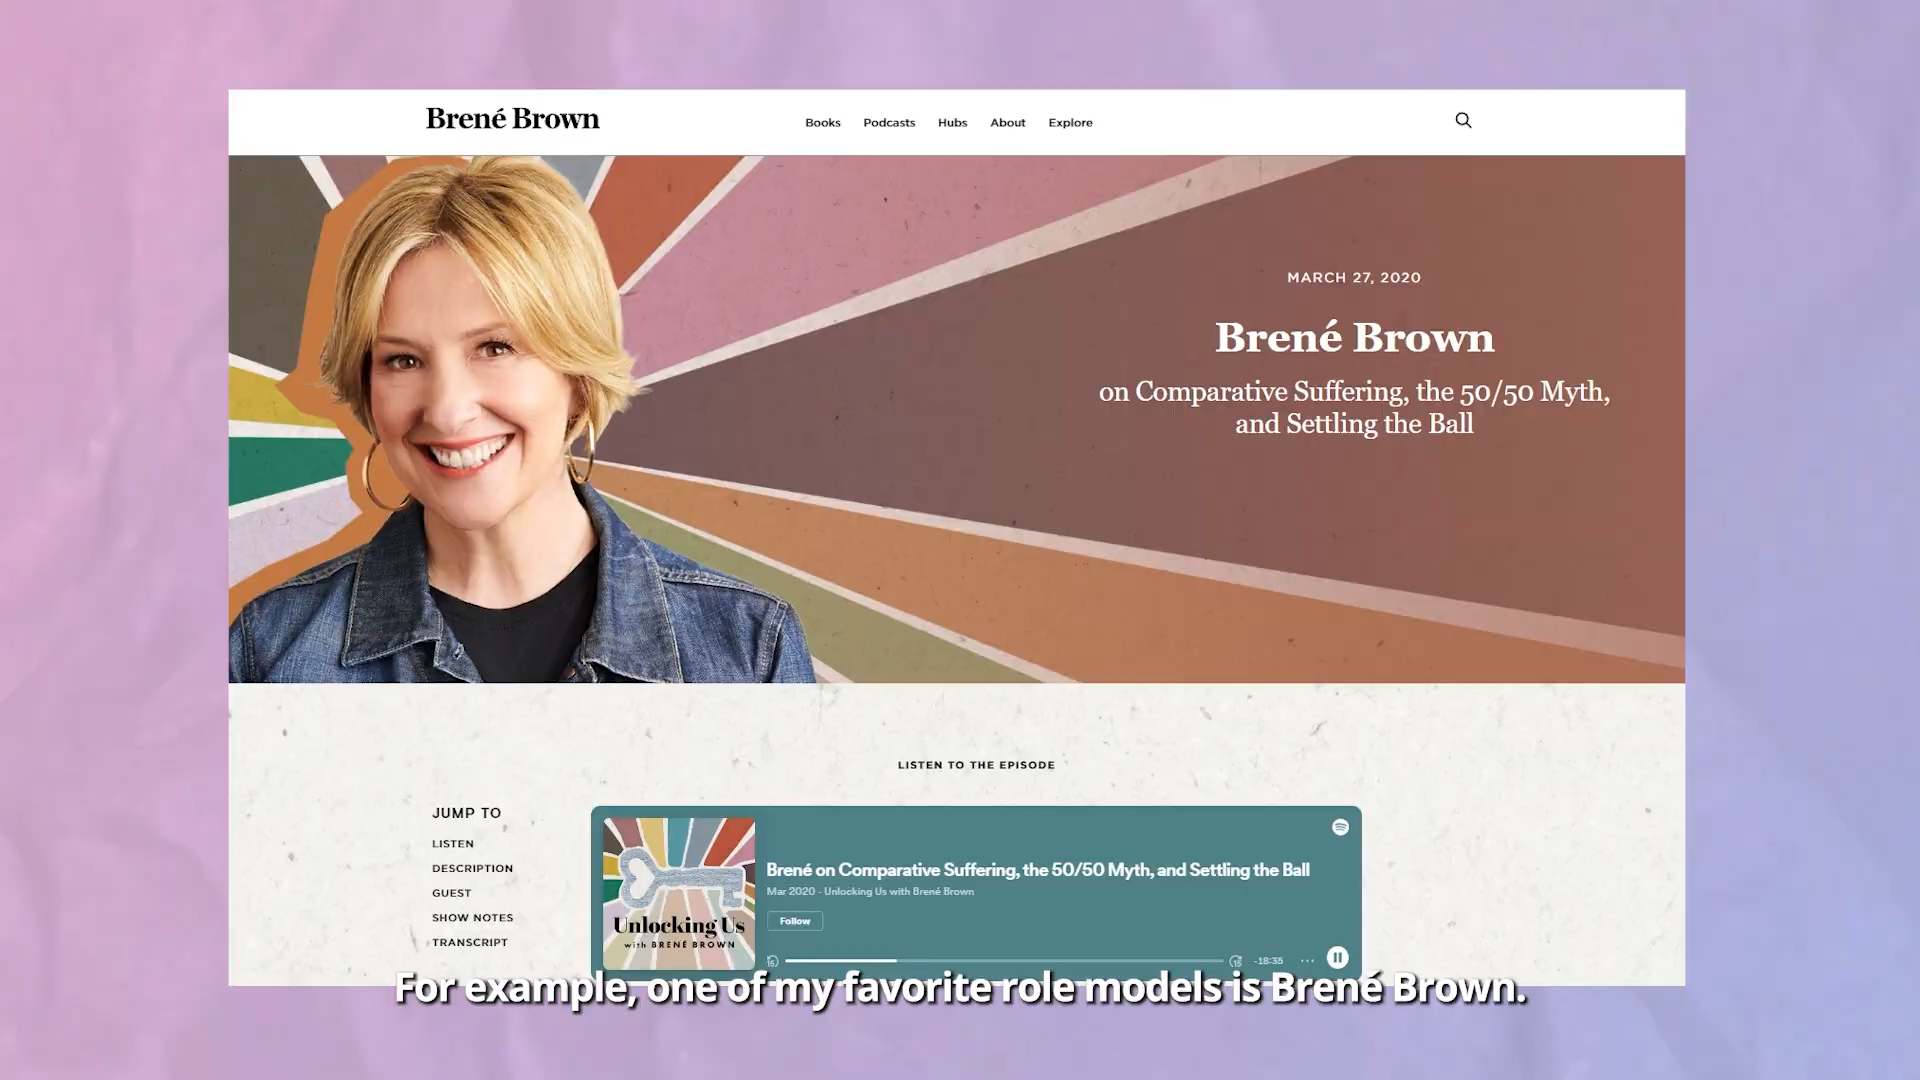 Brené Brown
Books Podcasts Hubs About Explore
MARCH 27, 2020
Brené Brown
on Comparative Suffering, the 50/50 Myth,
and Settling the Ball
LISTEN TO THE EPISODE
JUMP TO
LISTEN
DESCRIPTION
GUEST
SHOW NOTES
TRANSCRIPT
Unlocking Us
with BRENÉ BROWN
Brené on Comparative Suffering, the 50/50 Myth, and Settling the Ball
Mar 2020 · Unlocking Us with Brené Brown
Follow
15
15
-18:35
For example, one of my favorite role models is Brené Brown.